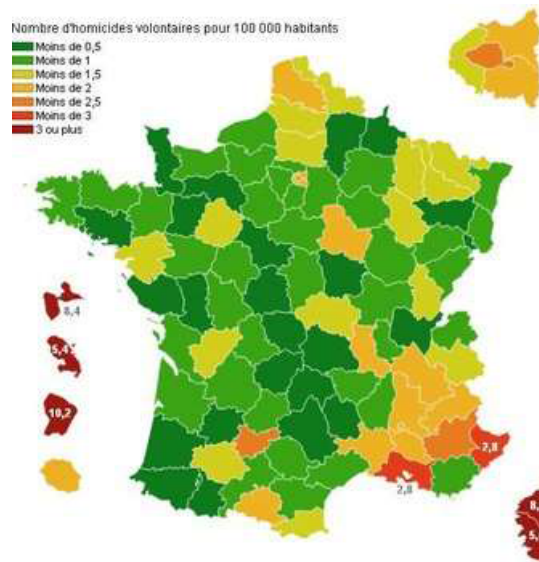 Nombre d'homicides volontaires pour 100 000 habitants
Moins de 0,5
Moins de 1
Moins de 1,5
Moins de 2
Moins de 2,5
Moins de 3
3 ou plus
8,4
5,4
10,2
2,8
2,8
8,
5,